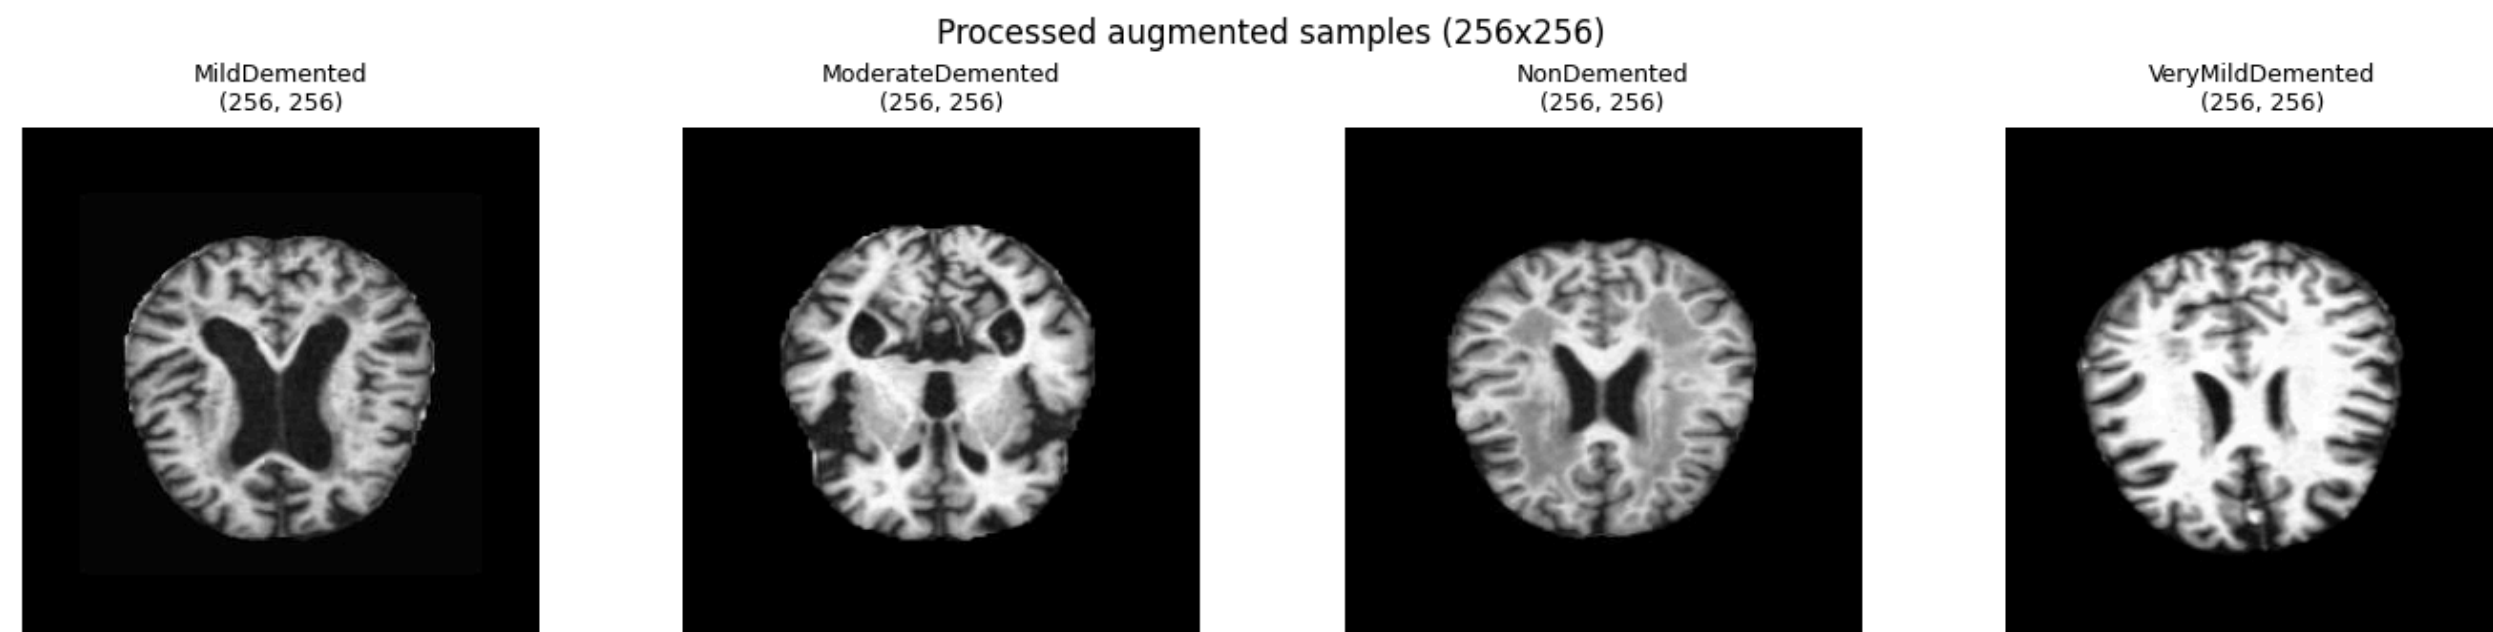 Processed augmented samples (256x256)
MildDemented
(256, 256)
ModerateDemented
(256, 256)
NonDemented
(256, 256)
VeryMildDemented
(256, 256)